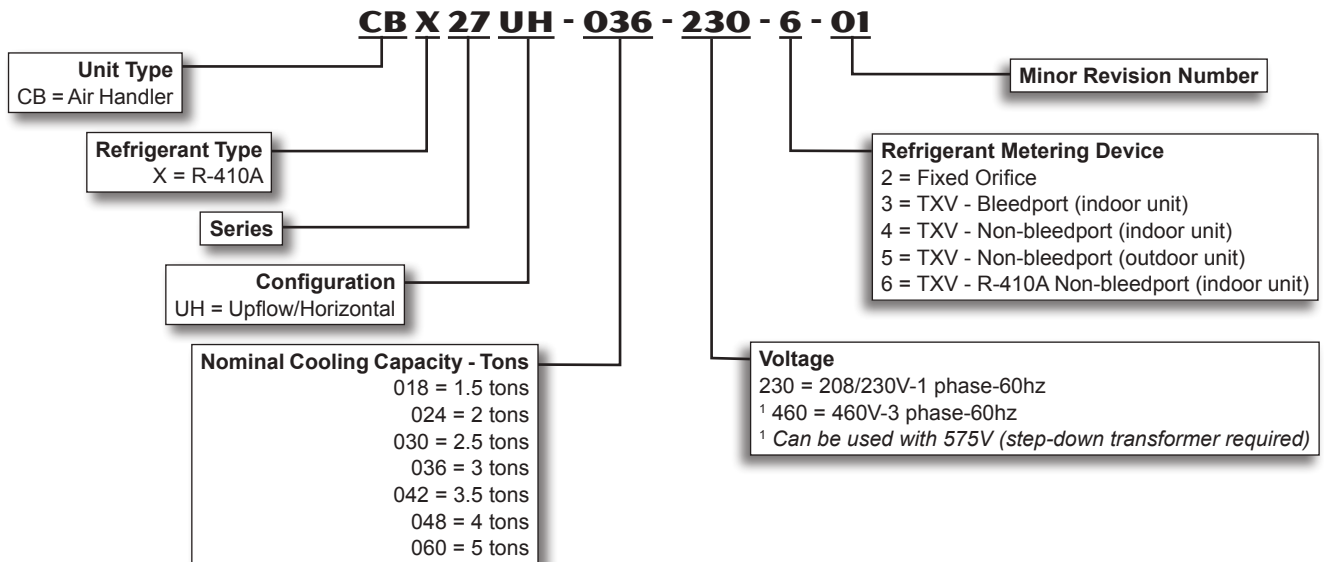 CB X 27 UH - 036 - 230 - 6 - 01
Unit Type
CB = Air Handler
Refrigerant Type
X = R-410A
Series
Configuration
UH = Upflow/Horizontal
Nominal Cooling Capacity - Tons
018 = 1.5 tons
024 = 2 tons
030 = 2.5 tons
036 = 3 tons
042 = 3.5 tons
048 = 4 tons
060 = 5 tons
Minor Revision Number
Refrigerant Metering Device
2 = Fixed Orifice
3 = TXV - Bleedport (indoor unit)
4 = TXV - Non-bleedport (indoor unit)
5 = TXV - Non-bleedport (outdoor unit)
6 = TXV - R-410A Non-bleedport (indoor unit)
Voltage
230 = 208/230V-1 phase-60hz
¹ 460 = 460V-3 phase-60hz
¹ Can be used with 575V (step-down transformer required)